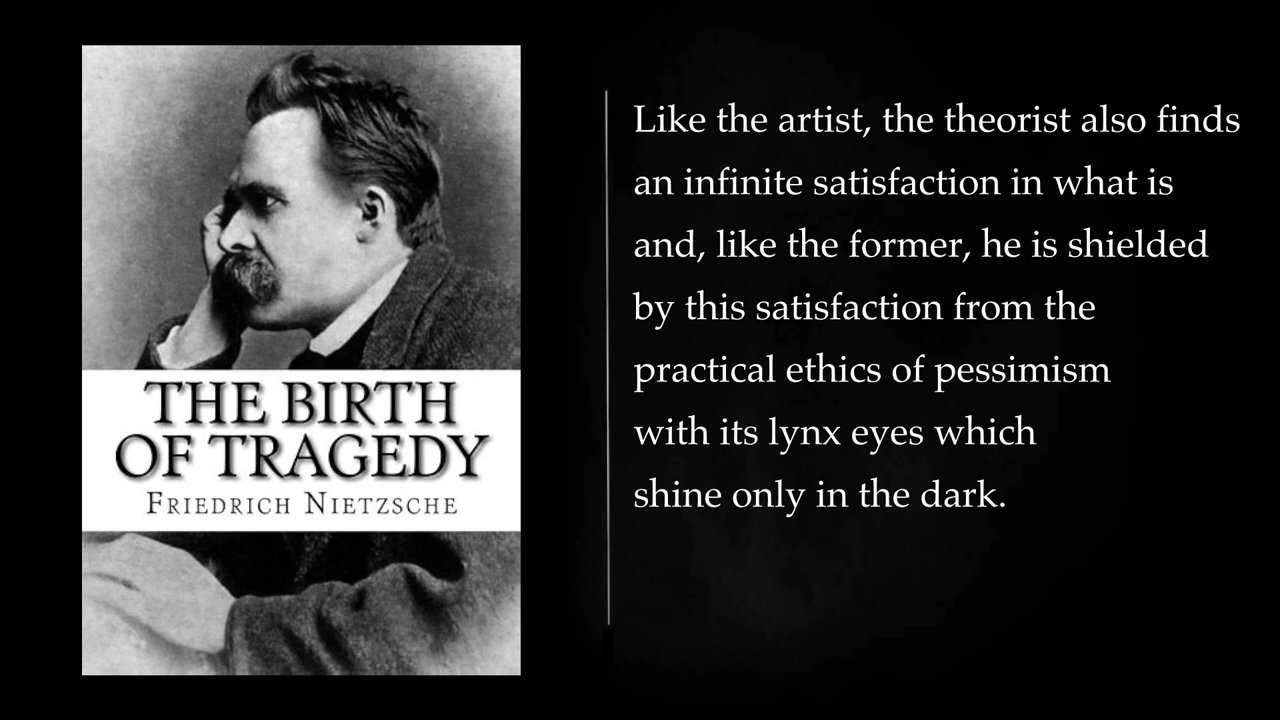 THE BIRTH
OF TRAGEDY
FRIEDRICH NIETZSCHE
Like the artist, the theorist also finds
an infinite satisfaction in what is
and, like the former, he is shielded
by this satisfaction from the
practical ethics of pessimism
with its lynx eyes which
shine only in the dark.